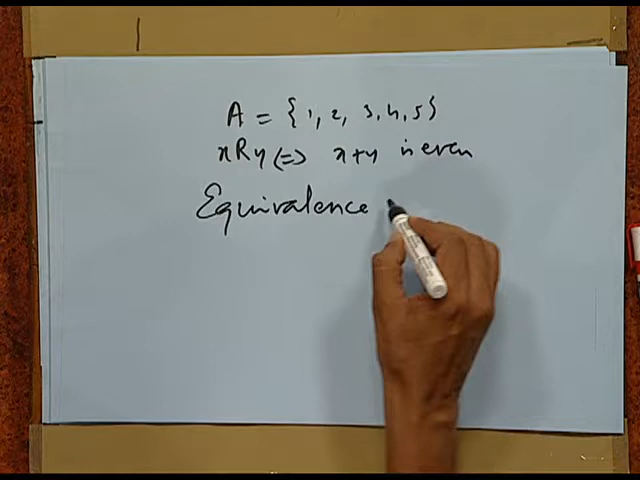 A = {1, 2, 3, 4, 5}
xRy <=> x+y is even
Equivalence